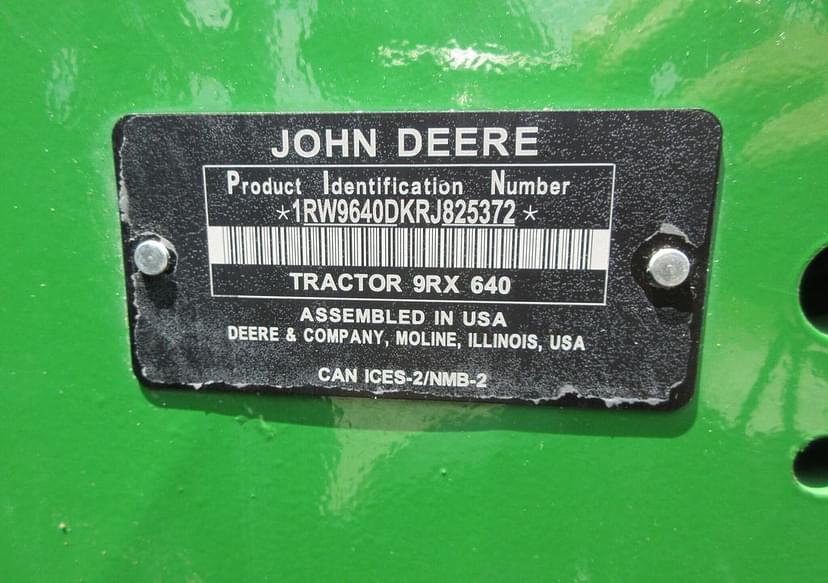 JOHN DEERE
Product Identification Number
*1RW9640DKRJ825372*
TRACTOR 9RX 640
ASSEMBLED IN USA
DEERE & COMPANY, MOLINE, ILLINOIS, USA
CAN ICES-2/NMB-2